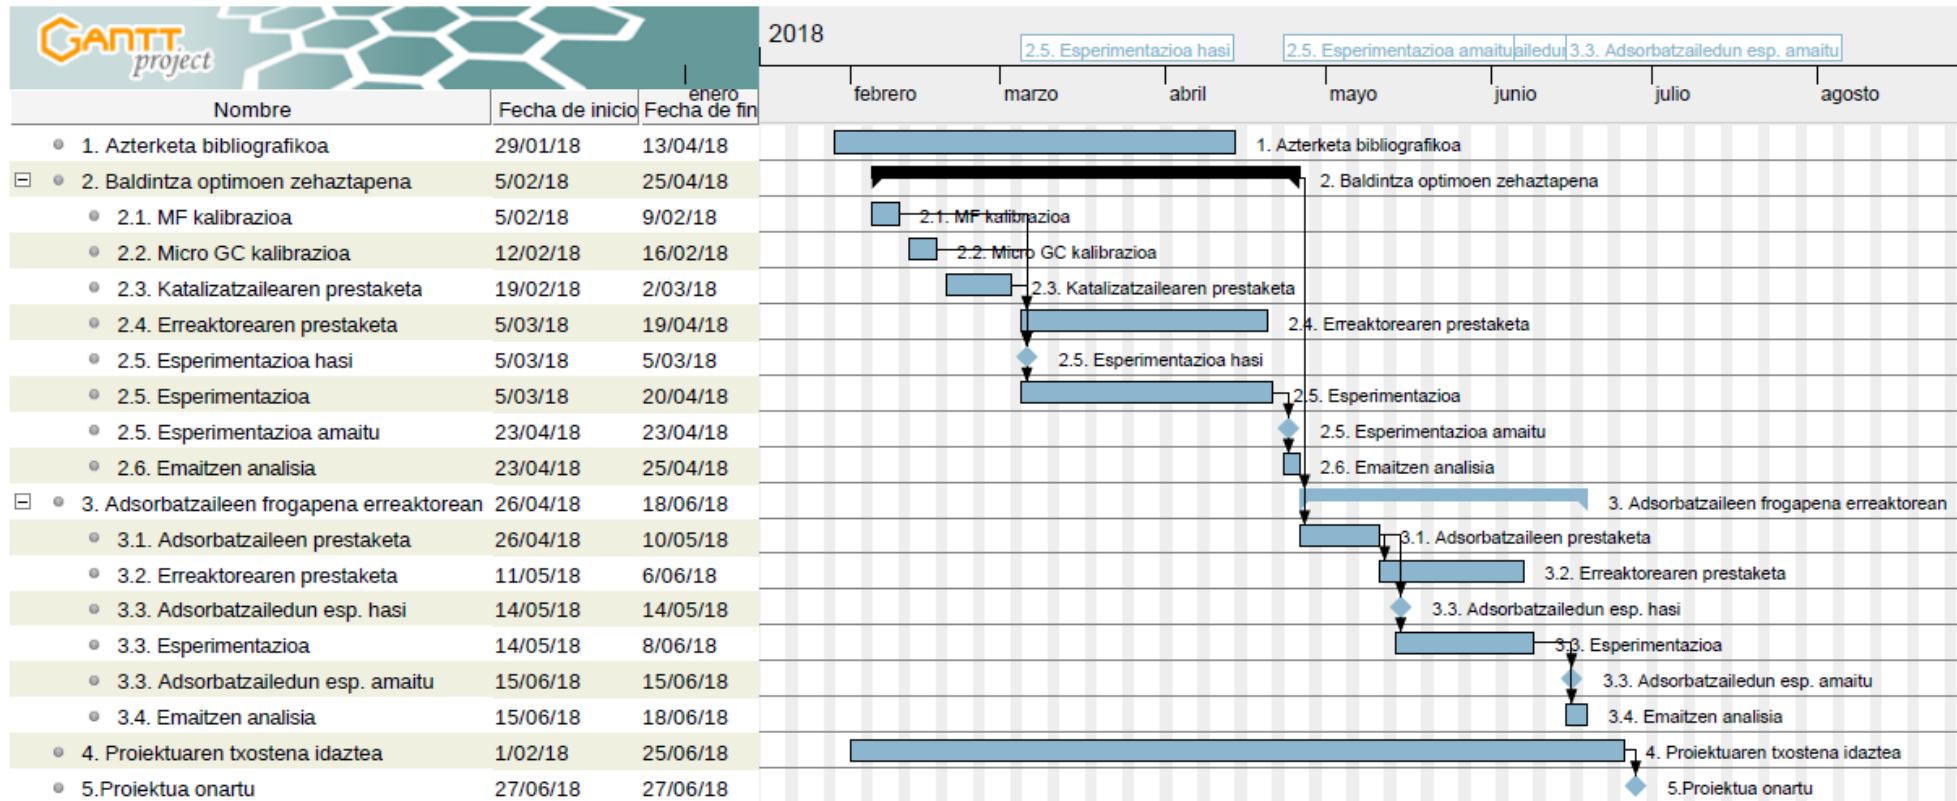 GANTT
project
2018
2.5. Esperimentazioa hasi
2.5. Esperimentazioa amaitu
ailedun
3.3. Adsorbatzailedun esp. amaitu
enero febrero marzo abril mayo junio julio agosto
Nombre Fecha de inicio Fecha de fin
1. Azterketa bibliografikoa 29/01/18 13/04/18 1. Azterketa bibliografikoa
2. Baldintza optimoen zehaztapena 5/02/18 25/04/18 2. Baldintza optimoen zehaztapena
2.1. MF kalibrazioa 5/02/18 9/02/18 2.1. MF kalibrazioa
2.2. Micro GC kalibrazioa 12/02/18 16/02/18 2.2. Micro GC kalibrazioa
2.3. Katalizatzailearen prestaketa 19/02/18 2/03/18 2.3. Katalizatzailearen prestaketa
2.4. Erreaktorearen prestaketa 5/03/18 19/04/18 2.4. Erreaktorearen prestaketa
2.5. Esperimentazioa hasi 5/03/18 5/03/18 2.5. Esperimentazioa hasi
2.5. Esperimentazioa 5/03/18 20/04/18 2.5. Esperimentazioa
2.5. Esperimentazioa amaitu 23/04/18 23/04/18 2.5. Esperimentazioa amaitu
2.6. Emaitzen analisia 23/04/18 25/04/18 2.6. Emaitzen analisia
3. Adsorbatzaileen frogapena erreaktorean 26/04/18 18/06/18 3. Adsorbatzaileen frogapena erreaktorean
3.1. Adsorbatzaileen prestaketa 26/04/18 10/05/18 3.1. Adsorbatzaileen prestaketa
3.2. Erreaktorearen prestaketa 11/05/18 6/06/18 3.2. Erreaktorearen prestaketa
3.3. Adsorbatzailedun esp. hasi 14/05/18 14/05/18 3.3. Adsorbatzailedun esp. hasi
3.3. Esperimentazioa 14/05/18 8/06/18 3.3. Esperimentazioa
3.3. Adsorbatzailedun esp. amaitu 15/06/18 15/06/18 3.3. Adsorbatzailedun esp. amaitu
3.4. Emaitzen analisia 15/06/18 18/06/18 3.4. Emaitzen analisia
4. Proiektuaren txostena idaztea 1/02/18 25/06/18 4. Proiektuaren txostena idaztea
5.Proiektua onartu 27/06/18 27/06/18 5.Proiektua onartu